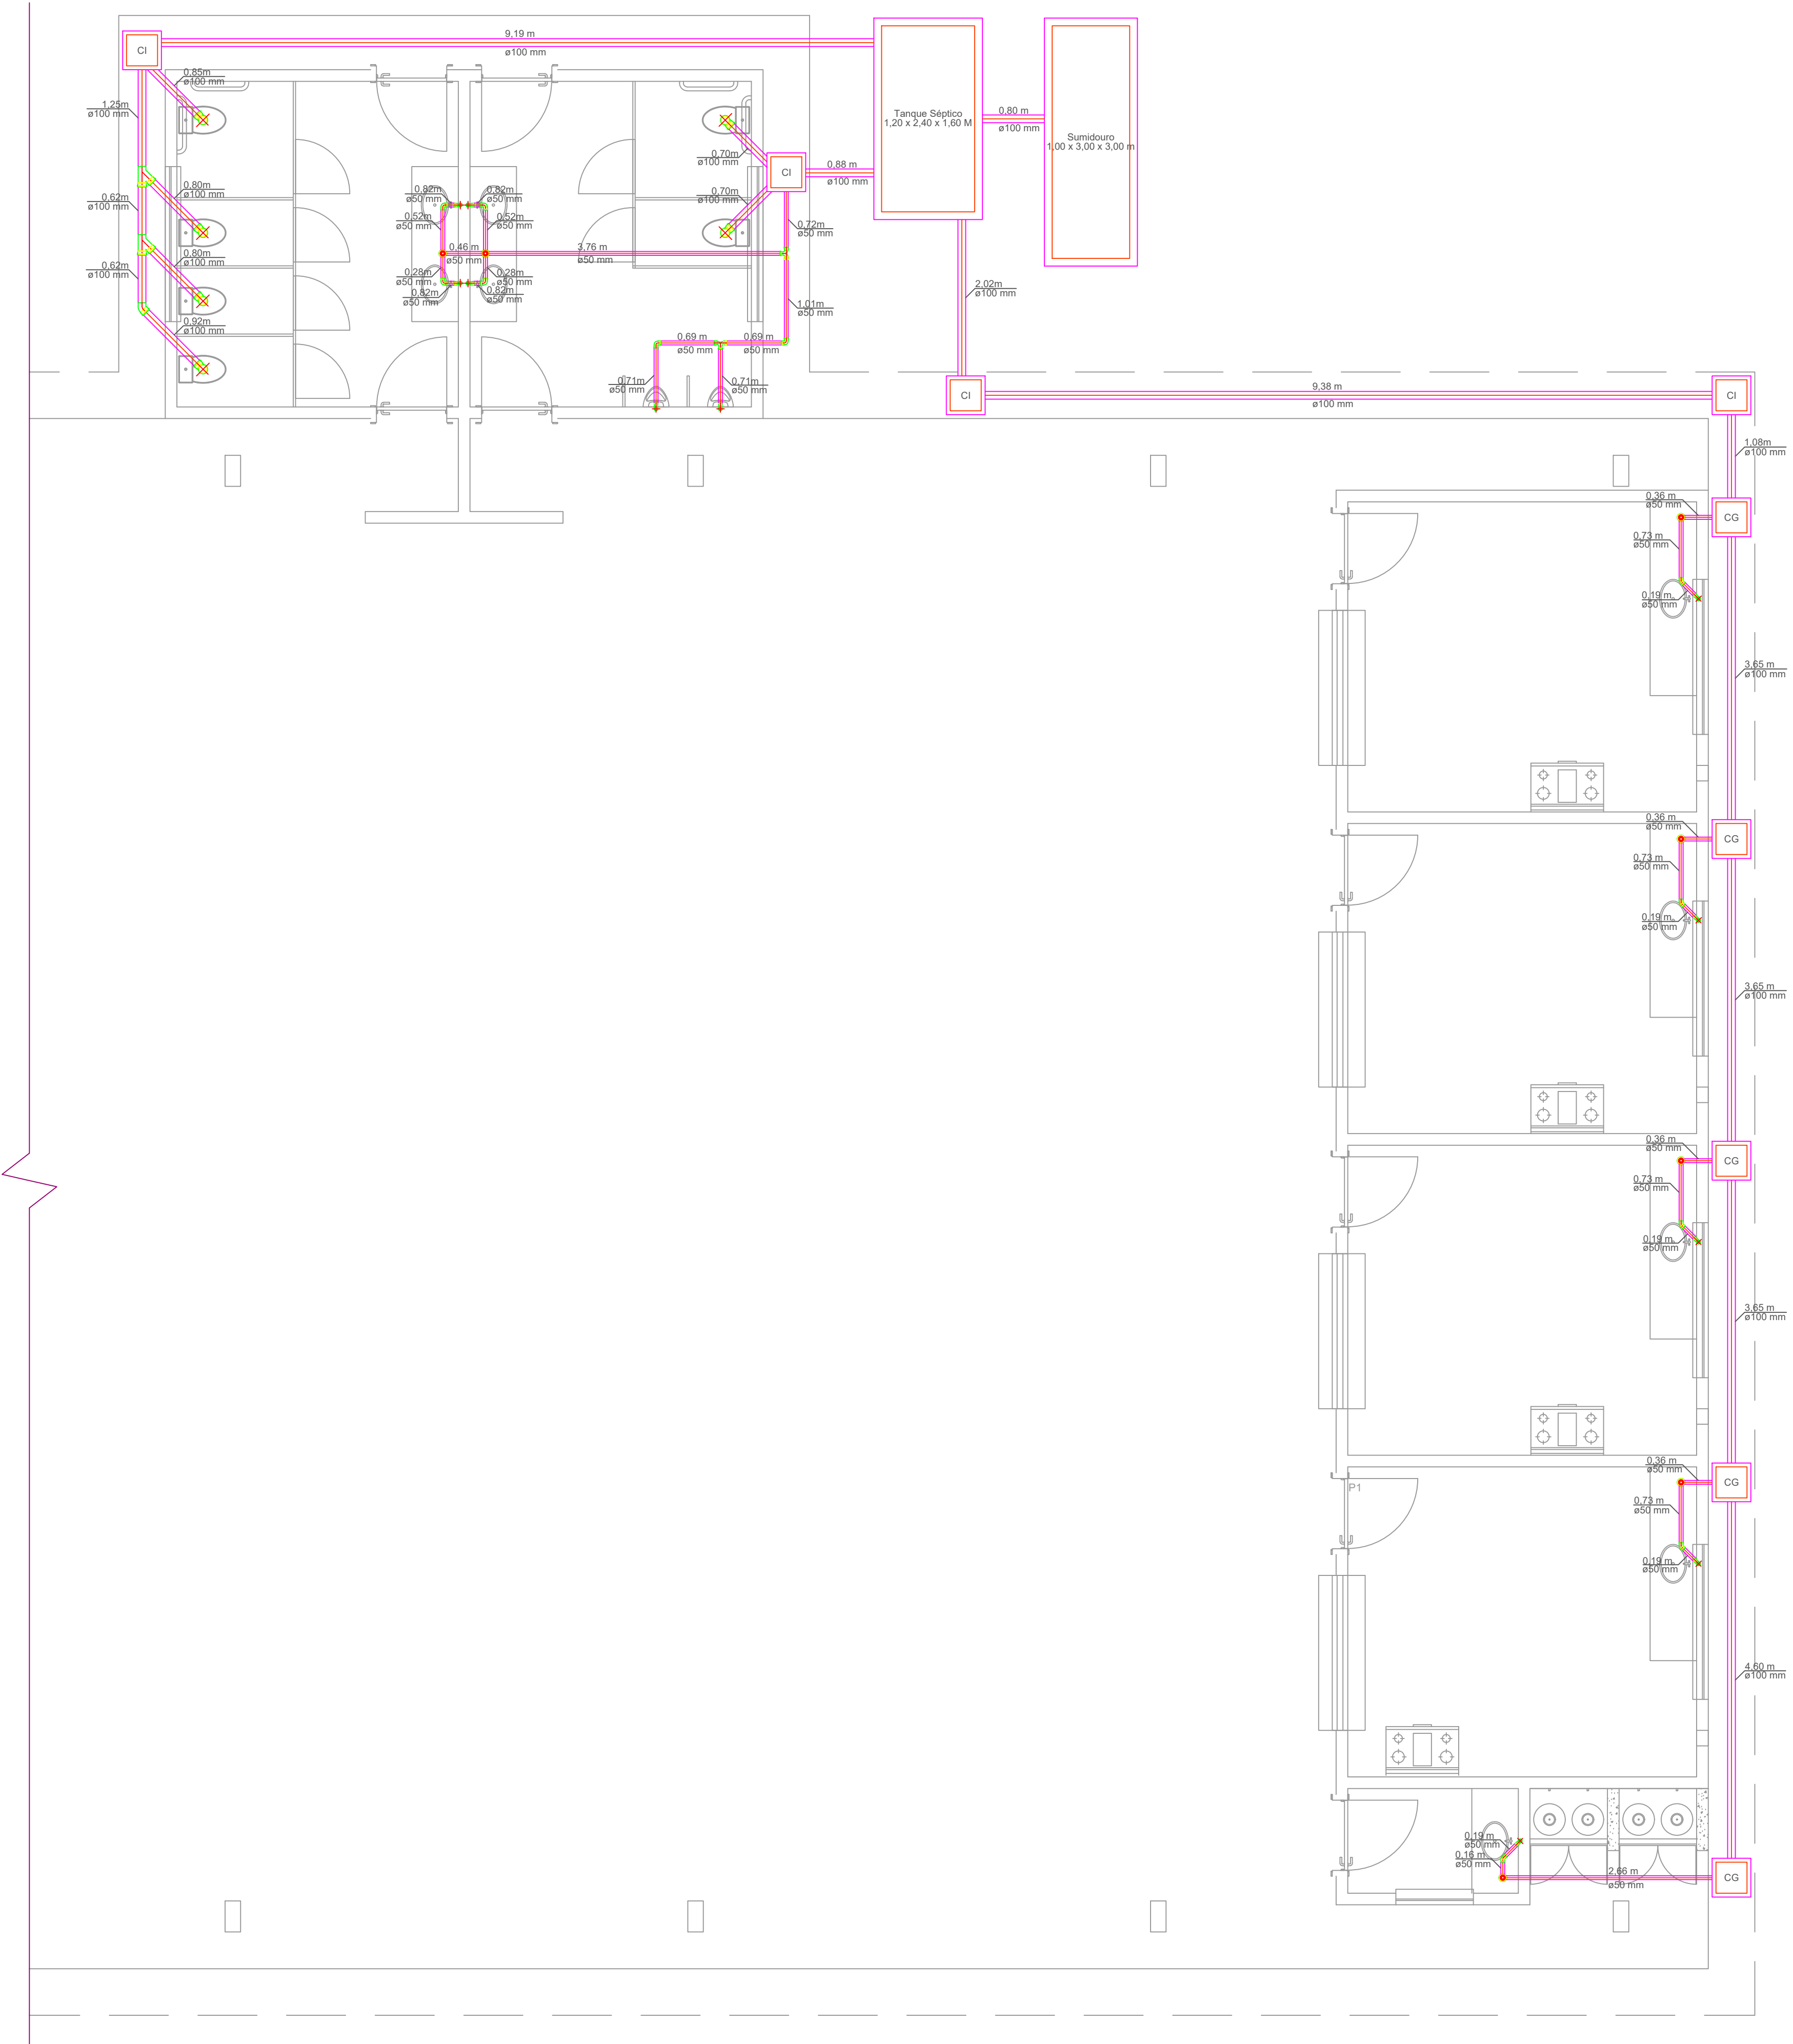 9,19 m
ø100 mm
CI
0,85m
ø100 mm
1,25m
ø100 mm
Tanque Séptico
1,20 x 2,40 x 1,60 M
0,80 m
ø100 mm
Sumidouro
1,00 x 3,00 x 3,00 m
0,70m
ø100 mm
CI
0,88 m
ø100 mm
0,80m
ø100 mm
0,62m
ø100 mm
0,82m
ø50 mm
0,82m
ø50 mm
0,70m
ø100 mm
0,52m
ø50 mm
0,52m
ø50 mm
0,72m
ø50 mm
0,46 m
ø50 mm
3,76 m
ø50 mm
0,80m
ø100 mm
0,62m
ø100 mm
0,28m
ø50 mm
0,28m
ø50 mm
0,82m
ø50 mm
0,82m
ø50 mm
2,02m
ø100 mm
1,01m
ø50 mm
0,92m
ø100 mm
0,69 m
ø50 mm
0,69 m
ø50 mm
0,71m
ø50 mm
0,71m
ø50 mm
CI
9,38 m
ø100 mm
CI
1,08m
ø100 mm
0,36 m
ø50 mm
CG
0,73 m
ø50 mm
0,19 m
ø50 mm
3,65 m
ø100 mm
0,36 m
ø50 mm
CG
0,73 m
ø50 mm
0,19 m
ø50 mm
3,65 m
ø100 mm
0,36 m
ø50 mm
CG
0,73 m
ø50 mm
0,19 m
ø50 mm
3,65 m
ø100 mm
0,36 m
ø50 mm
CG
P1
0,73 m
ø50 mm
0,19 m
ø50 mm
4,60 m
ø100 mm
0,19 m
ø50 mm
0,16 m
ø50 mm
2,66 m
ø50 mm
CG